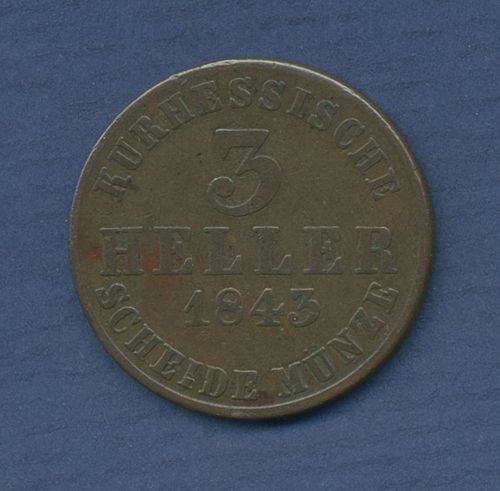 KURHESSISCHE
3
HELLER
1843
SCHEIDE MÜNZE